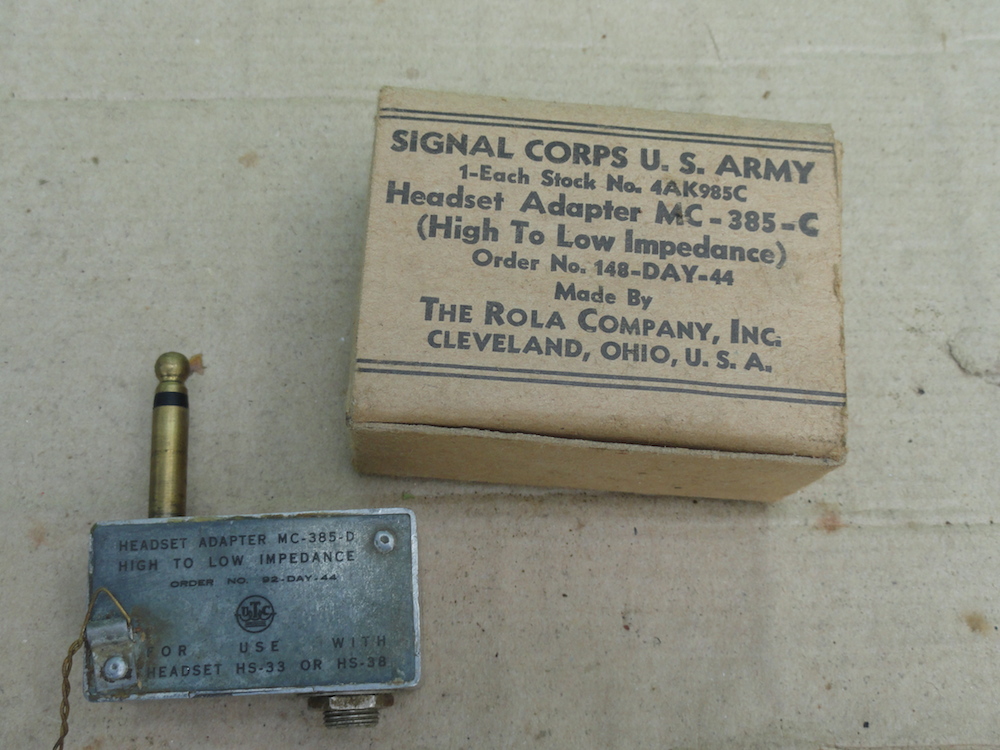 SIGNAL CORPS U. S. ARMY
1-Each Stock No. 4AK985C
Headset Adapter MC-385-C
(High To Low Impedance)
Order No. 148-DAY-44
Made By
THE ROLA COMPANY, INC.
CLEVELAND, OHIO, U. S. A.
HEADSET ADAPTER MC-385-D
HIGH TO LOW IMPEDANCE
ORDER NO. 92-DAY-44
FOR USE WITH
HEADSET HS-33 OR HS-38